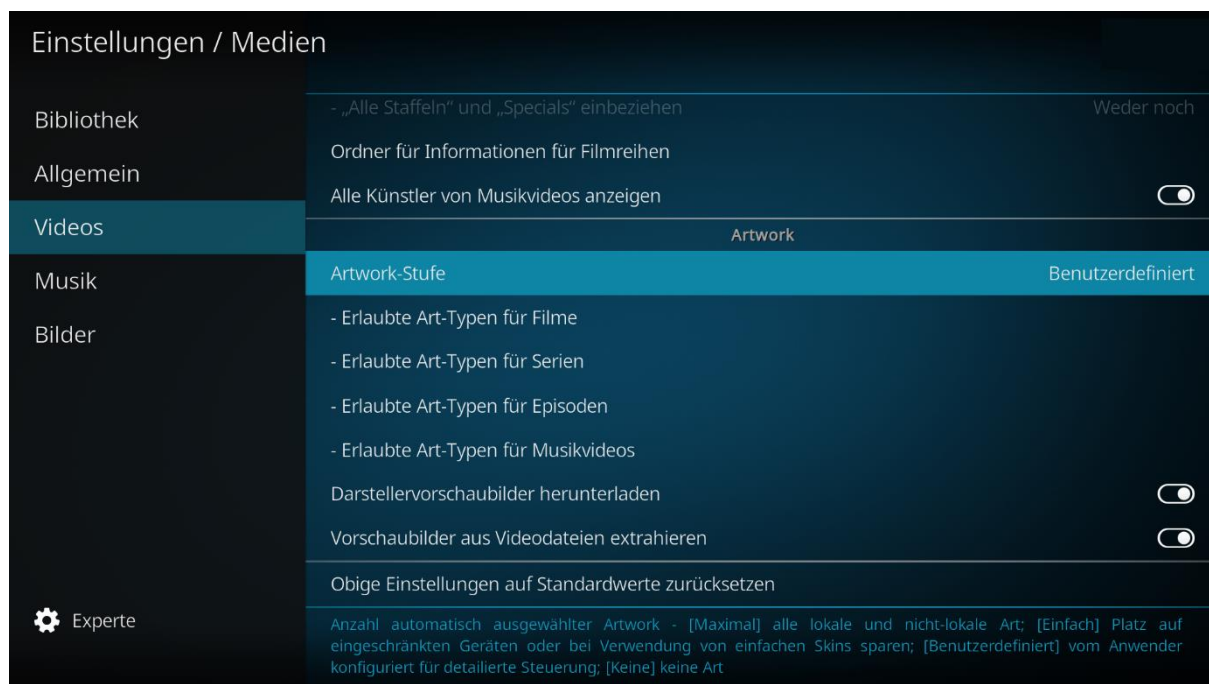 Einstellungen / Medien
Bibliothek
Allgemein
Videos
Musik
Bilder
Experte
- „Alle Staffeln“ und „Specials“ einbeziehen Weder noch
Ordner für Informationen für Filmreihen
Alle Künstler von Musikvideos anzeigen
Artwork
Artwork-Stufe Benutzerdefiniert
- Erlaubte Art-Typen für Filme
- Erlaubte Art-Typen für Serien
- Erlaubte Art-Typen für Episoden
- Erlaubte Art-Typen für Musikvideos
Darstellervorschaubilder herunterladen
Vorschaubilder aus Videodateien extrahieren
Obige Einstellungen auf Standardwerte zurücksetzen
Anzahl automatisch ausgewählter Artwork - [Maximal] alle lokale und nicht-lokale Art; [Einfach] Platz auf
eingeschränkten Geräten oder bei Verwendung von einfachen Skins sparen; [Benutzerdefiniert] vom Anwender
konfiguriert für detailierte Steuerung; [Keine] keine Art